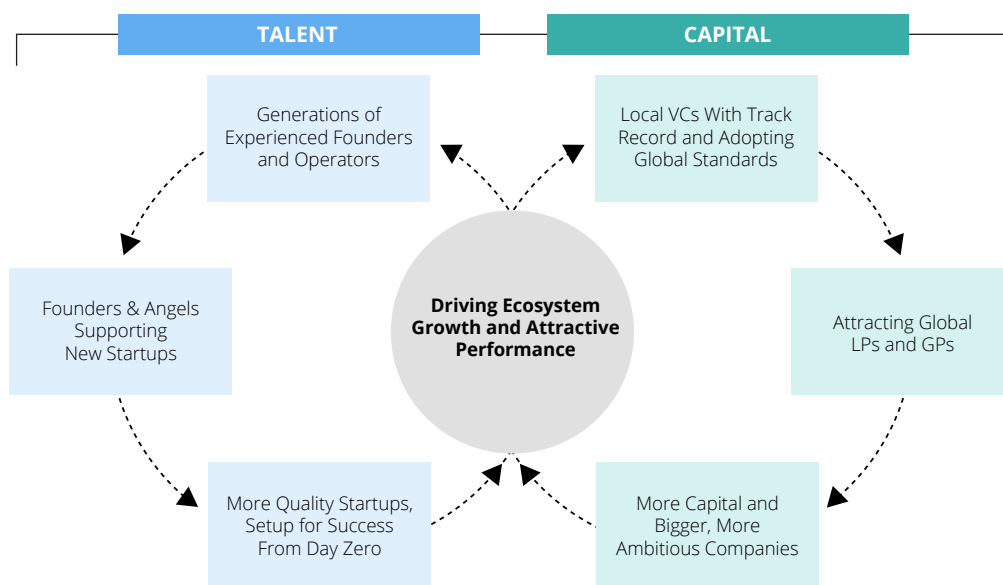 TALENT
CAPITAL
Generations of
Experienced Founders
and Operators
Local VCs With Track
Record and Adopting
Global Standards
Founders & Angels
Supporting
New Startups
Driving Ecosystem
Growth and Attractive
Performance
Attracting Global
LPs and GPs
More Quality Startups,
Setup for Success
From Day Zero
More Capital and
Bigger, More
Ambitious Companies